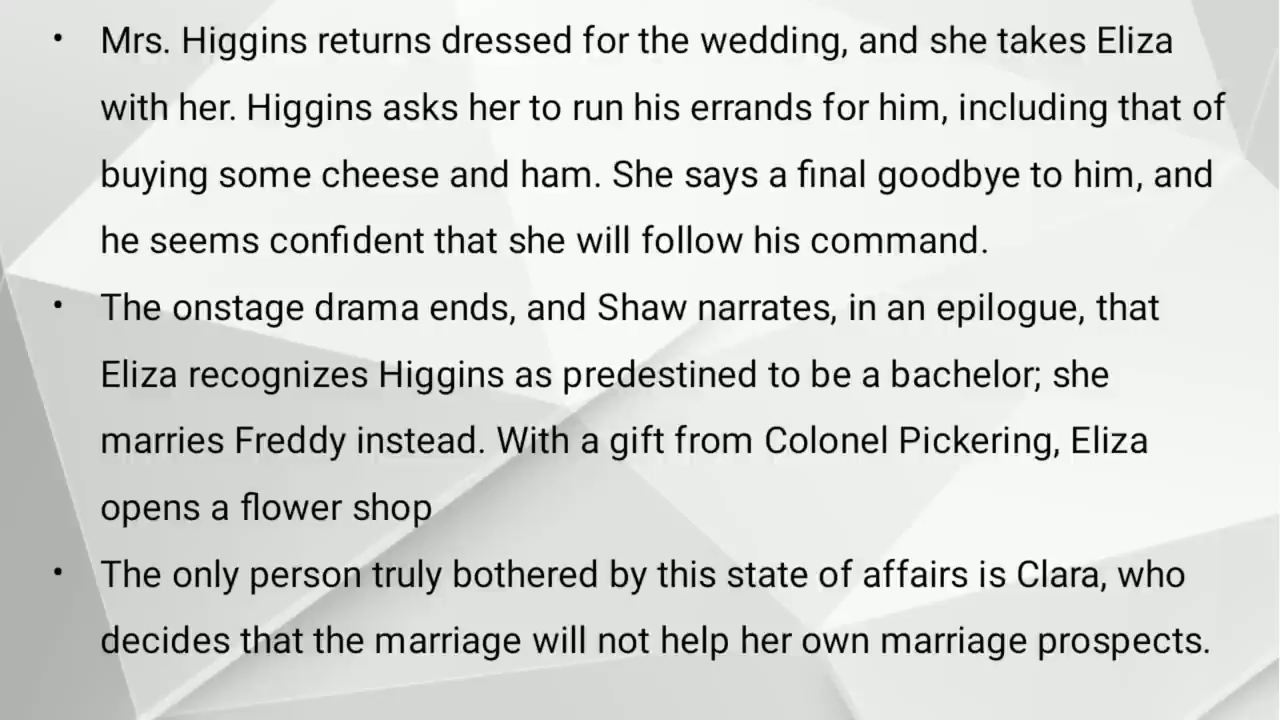 • Mrs. Higgins returns dressed for the wedding, and she takes Eliza
with her. Higgins asks her to run his errands for him, including that of
buying some cheese and ham. She says a final goodbye to him, and
he seems confident that she will follow his command.
• The onstage drama ends, and Shaw narrates, in an epilogue, that
Eliza recognizes Higgins as predestined to be a bachelor; she
marries Freddy instead. With a gift from Colonel Pickering, Eliza
opens a flower shop
• The only person truly bothered by this state of affairs is Clara, who
decides that the marriage will not help her own marriage prospects.